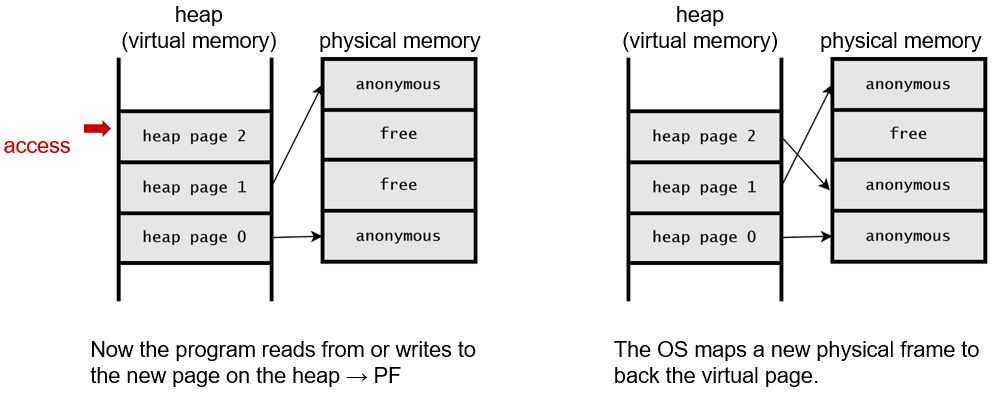 heap
(virtual memory)
physical memory
access
heap page 2
heap page 1
heap page 0
anonymous
free
free
anonymous
Now the program reads from or writes to
the new page on the heap → PF
heap
(virtual memory)
physical memory
heap page 2
heap page 1
heap page 0
anonymous
free
anonymous
anonymous
The OS maps a new physical frame to
back the virtual page.